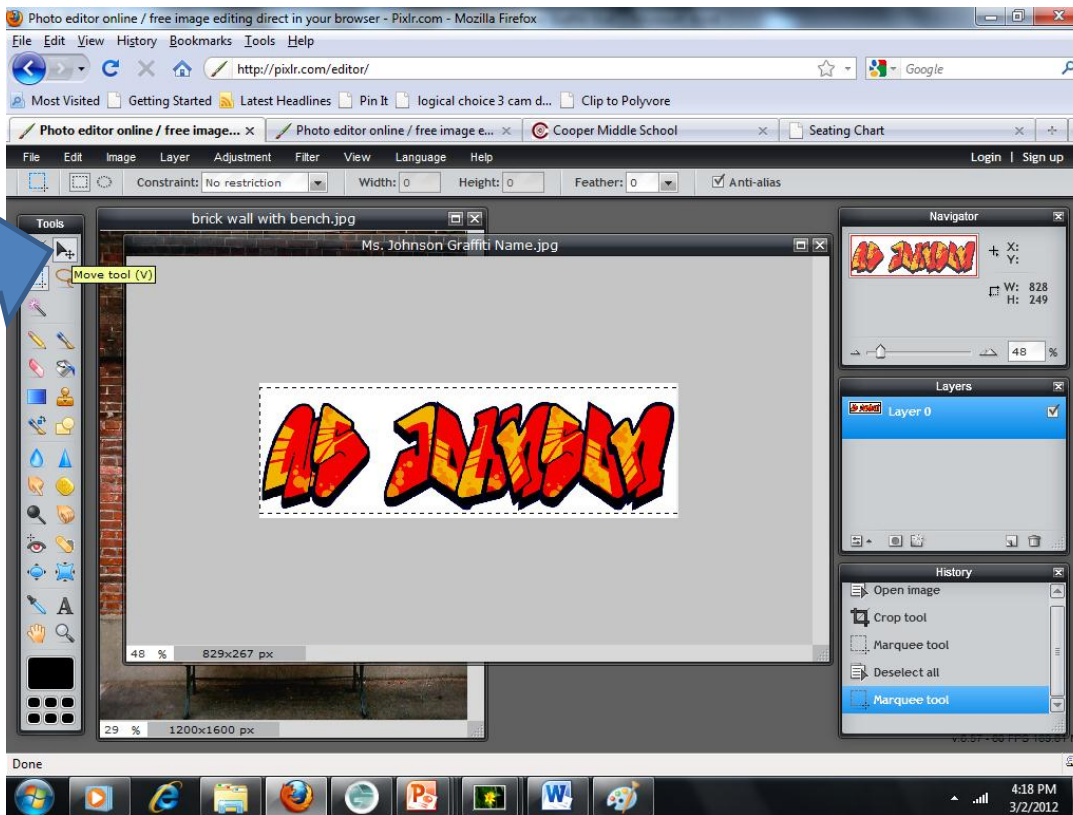 Photo editor online / free image editing direct in your browser - Pixlr.com - Mozilla Firefox
File Edit View History Bookmarks Tools Help
http://pixlr.com/editor/
Google
Most Visited Getting Started Latest Headlines Pin It logical choice 3 cam d... Clip to Polyvore
Photo editor online / free image... × Photo editor online / free image e... × Cooper Middle School × Seating Chart ×
File Edit Image Layer Adjustment Filter View Language Help Login | Sign up
Constraint: No restriction Width: 0 Height: 0 Feather: 0 Anti-alias
Tools
brick wall with bench.jpg
Ms. Johnson Graffiti Name.jpg
Move tool (V)
MS JOHNSON
48 % 829x267 px
29 % 1200x1600 px
Navigator
X:
Y:
W: 828
H: 249
48 %
Layers
Layer 0
History
Open image
Crop tool
Marquee tool
Deselect all
Marquee tool
Done
4:18 PM
3/2/2012